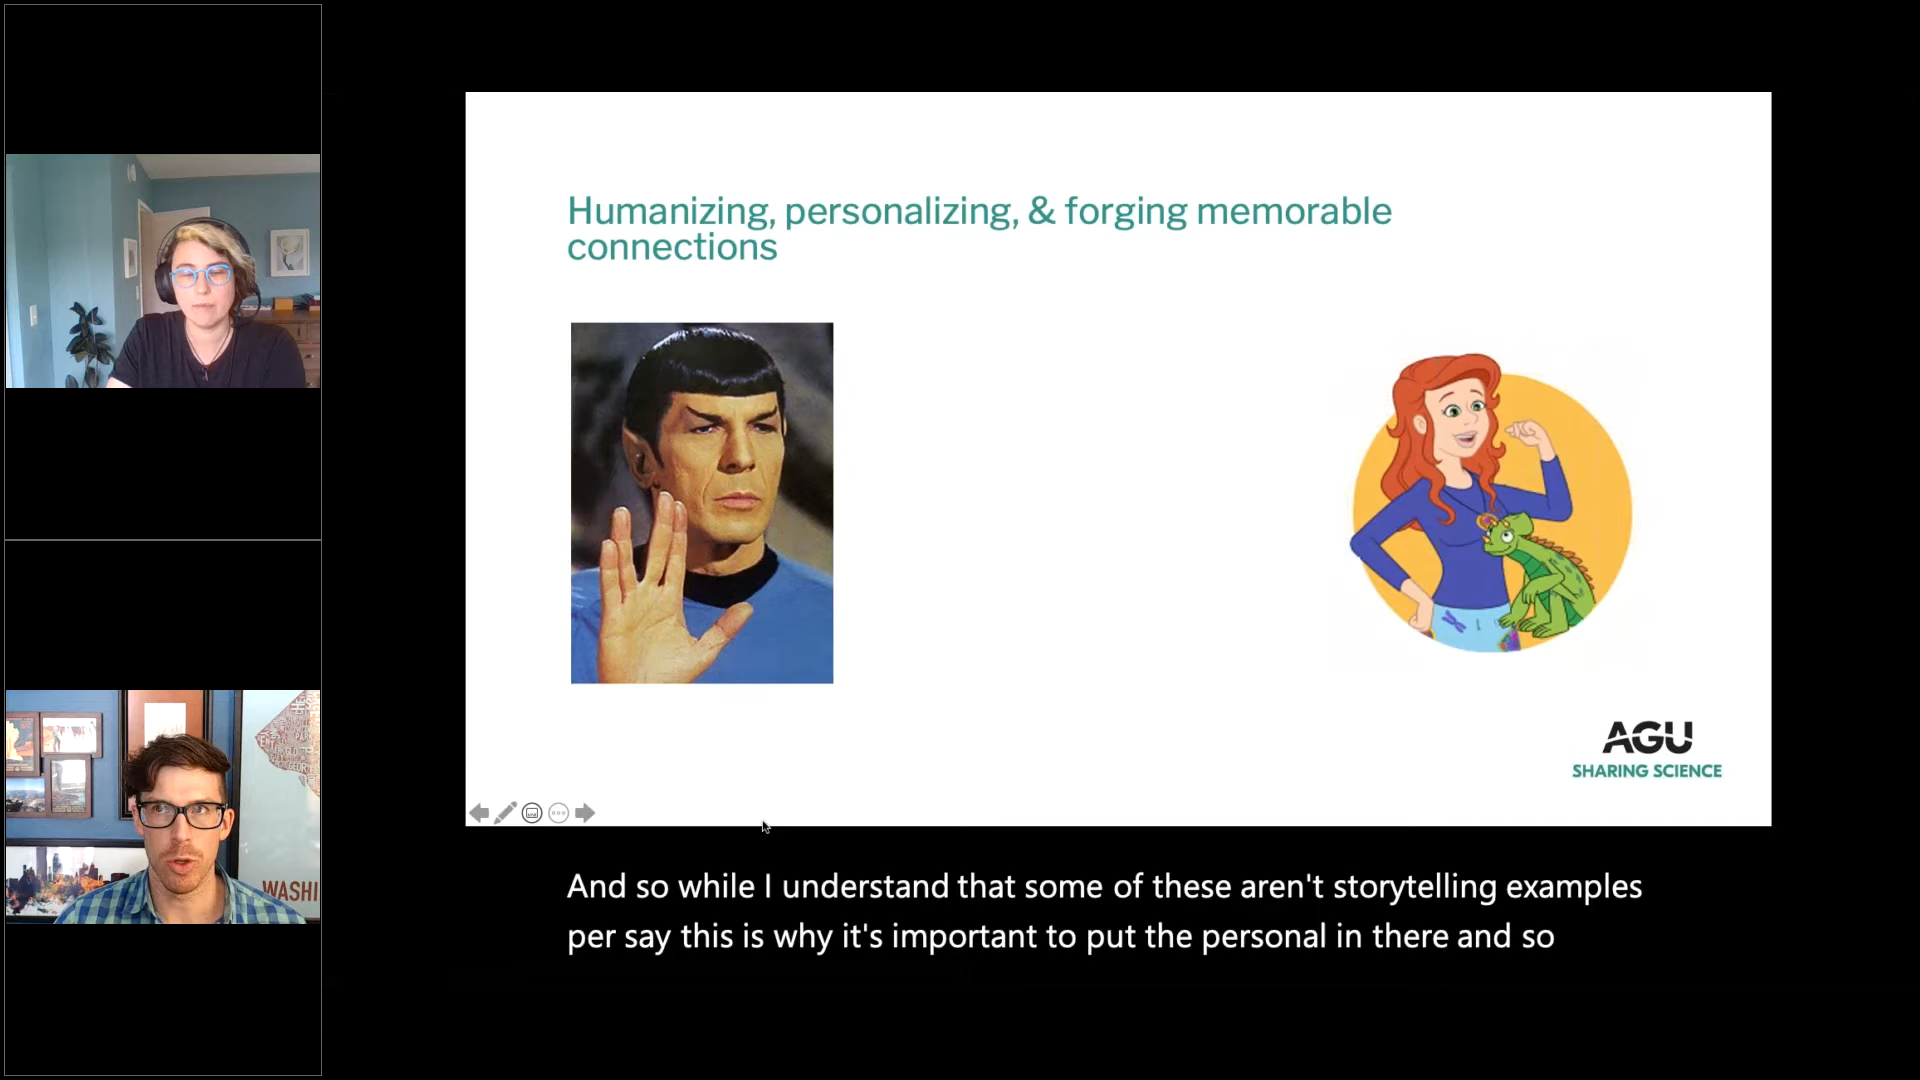 Humanizing, personalizing, & forging memorable
connections
AGU
SHARING SCIENCE
And so while I understand that some of these aren't storytelling examples
per say this is why it's important to put the personal in there and so
WASHI